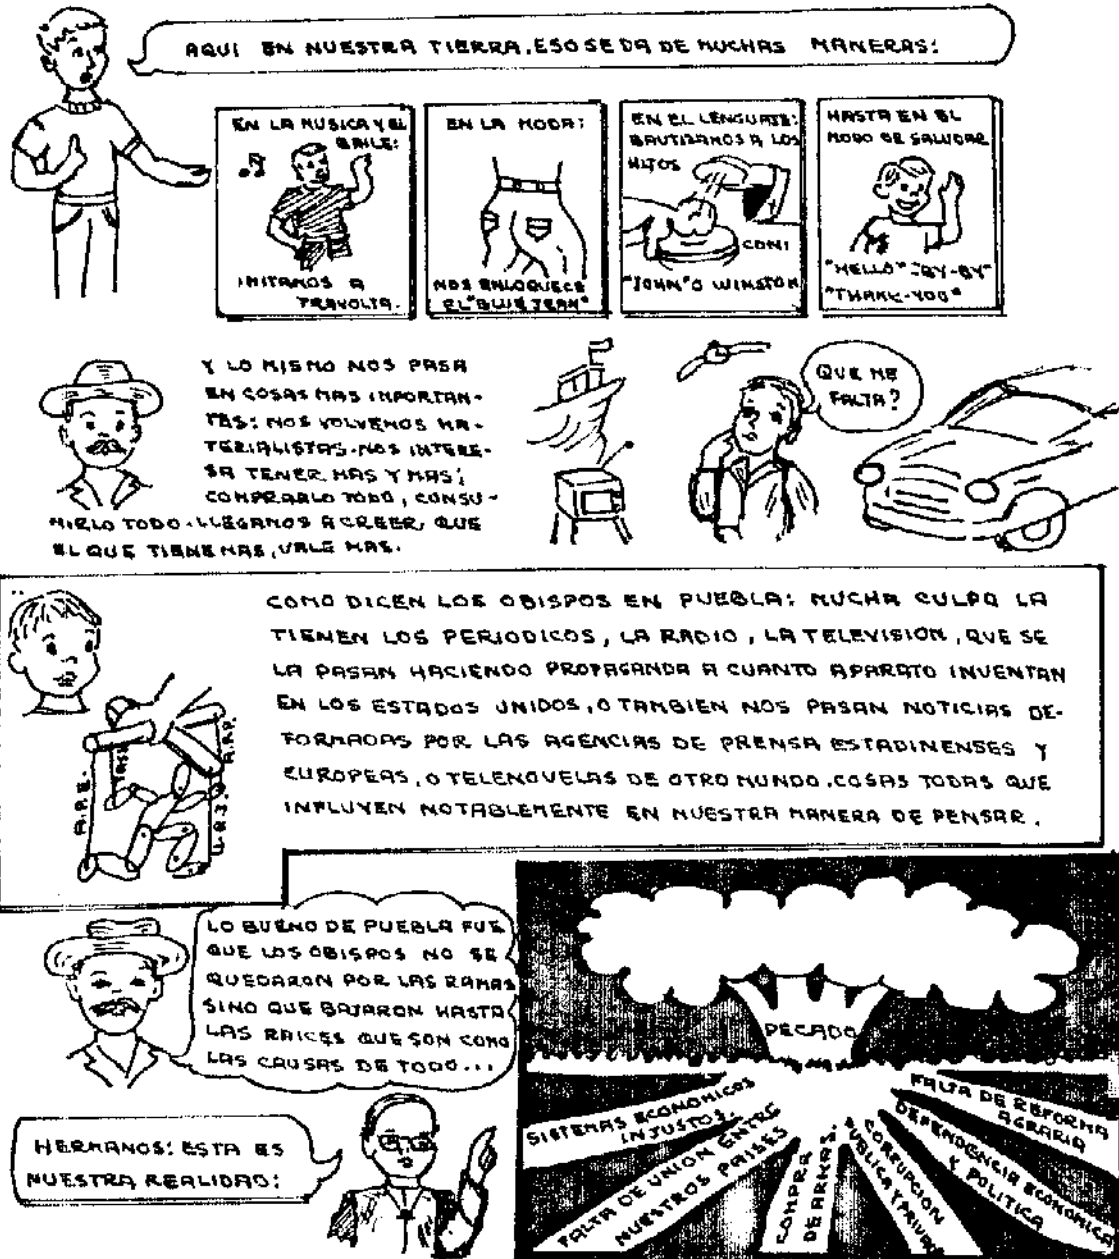 AQUI EN NUESTRA TIERRA, ESO SE DA DE MUCHAS MANERAS:
EN LA MUSICA Y EL
BAILE:
IMITAMOS A
TRAVOLTA.
EN LA MODA:
NOS ENLOQUECE
EL "BLUE JEAN"
EN EL LENGUAJE:
BAUTIZAMOS A LOS
HIJOS
CON:
"JOHN" O WINSTON
HASTA EN EL
MODO DE SALUDAR
"HELLO" "BY-BY"
"THANK-YOU"
Y LO MISMO NOS PASA
EN COSAS MAS IMPORTAN-
TES: NOS VOLVEMOS MA-
TERIALISTAS. NOS INTERE-
SA TENER MAS Y MAS;
COMPRARLO TODO, CONSU-
MIRLO TODO. LLEGAMOS A CREER, QUE
EL QUE TIENE MAS, VALE MAS.
QUE ME
FALTA?
COMO DICEN LOS OBISPOS EN PUEBLA: MUCHA CULPA LA
TIENEN LOS PERIODICOS, LA RADIO, LA TELEVISION, QUE SE
LA PASAN HACIENDO PROPAGANDA A CUANTO APARATO INVENTAN
EN LOS ESTADOS UNIDOS, O TAMBIEN NOS PASAN NOTICIAS DE-
FORMADAS POR LAS AGENCIAS DE PRENSA ESTADINENSES Y
EUROPEAS, O TELENOVELAS DE OTRO MUNDO. COSAS TODAS QUE
INFLUYEN NOTABLEMENTE EN NUESTRA MANERA DE PENSAR.
LO BUENO DE PUEBLA FUE
QUE LOS OBISPOS NO SE
QUEDARON POR LAS RAMAS
SINO QUE BAJARON HASTA
LAS RAICES QUE SON COMO
LAS CAUSAS DE TODO...
HERMANOS: ESTA ES
NUESTRA REALIDAD:
PECADO
SISTEMAS ECONOMICOS
INJUSTOS.
FALTA DE UNION ENTRE
NUESTROS PAISES
COMPRA
DE ARMAS.
CORRUPCION
PUBLICA Y PRIVADA
DEPENDENCIA ECONOMICA
Y POLITICA
FALTA DE REFORMA
AGRARIA